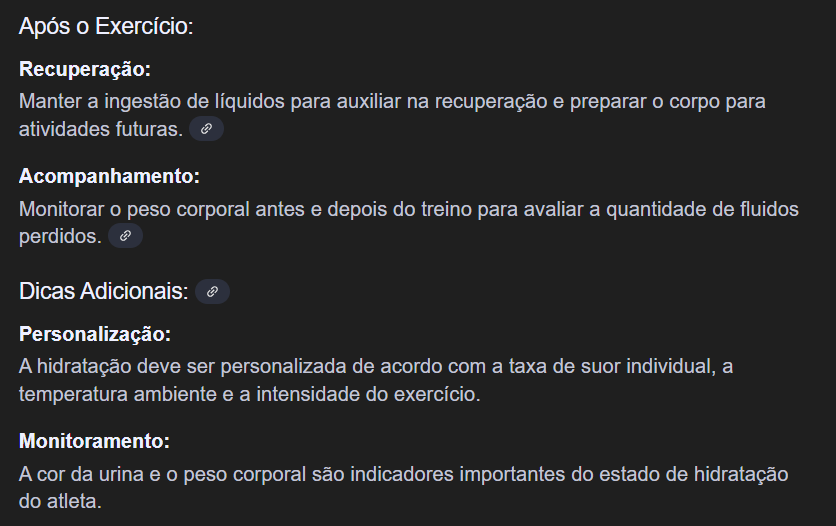 Após o Exercício:
Recuperação:
Manter a ingestão de líquidos para auxiliar na recuperação e preparar o corpo para
atividades futuras.
Acompanhamento:
Monitorar o peso corporal antes e depois do treino para avaliar a quantidade de fluidos
perdidos.
Dicas Adicionais:
Personalização:
A hidratação deve ser personalizada de acordo com a taxa de suor individual, a
temperatura ambiente e a intensidade do exercício.
Monitoramento:
A cor da urina e o peso corporal são indicadores importantes do estado de hidratação
do atleta.